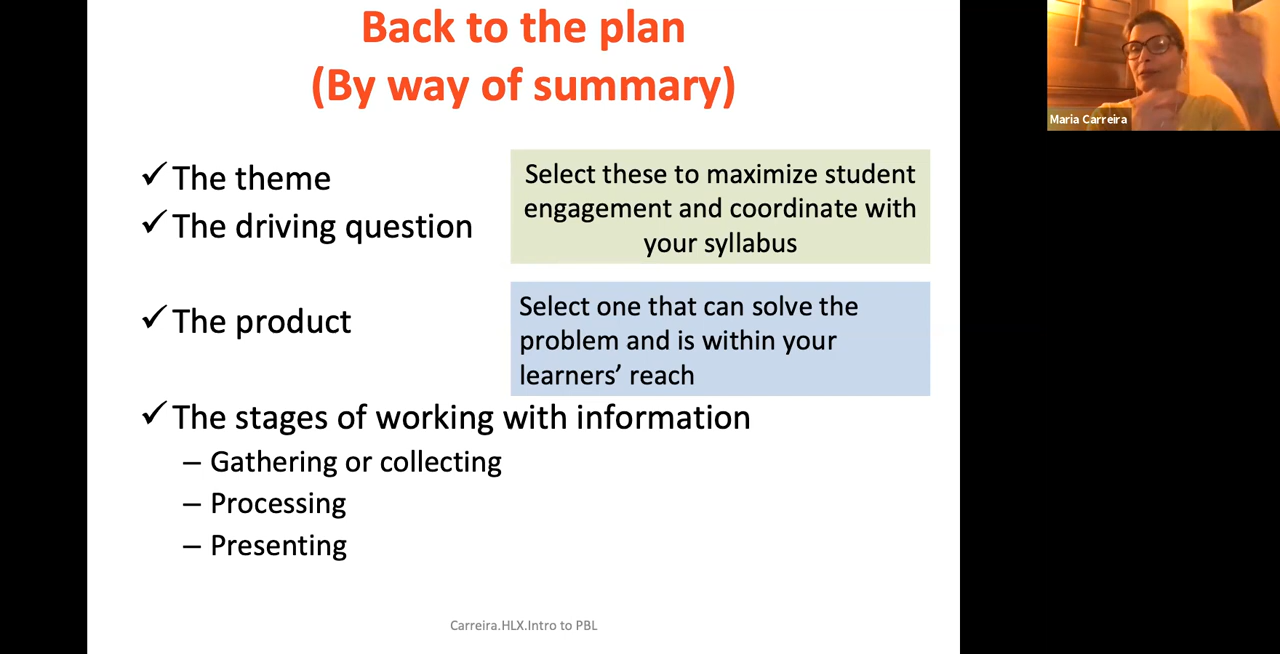 Back to the plan
(By way of summary)
Maria Carreira
✓ The theme
✓ The driving question
Select these to maximize student
engagement and coordinate with
your syllabus
✓ The product
Select one that can solve the
problem and is within your
learners’ reach
✓ The stages of working with information
– Gathering or collecting
– Processing
– Presenting
Carreira.HLX.Intro to PBL